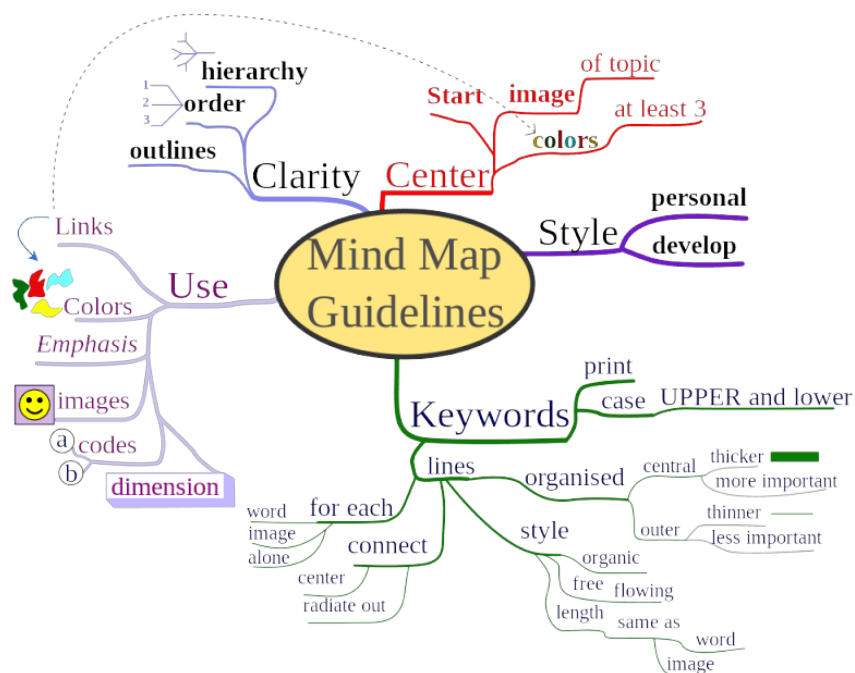 Mind Map
Guidelines
Clarity
hierarchy
1
2
3
order
outlines
Center
Start
image
of topic
colors
at least 3
Style
personal
develop
Keywords
print
case
UPPER and lower
lines
organised
central
thicker
more important
outer
thinner
less important
style
organic
free
flowing
length
same as
word
image
connect
center
radiate out
for each
word
image
alone
Use
Links
Colors
Emphasis
images
codes
a
b
dimension